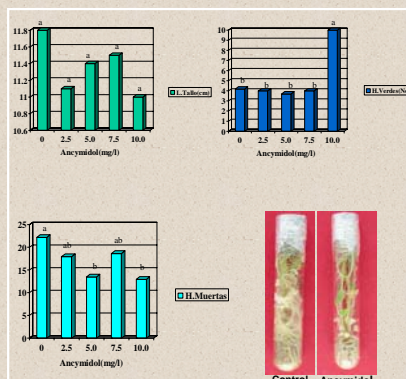 11.8
11.6
11.4
11.2
11
10.8
10.6
a
a
a
a
a
0 2.5 5.0 7.5 10.0
Ancymidol(mg/l)
L.Tallo(cm)
10
9
8
7
6
5
4
3
2
1
0
b
b
b
b
a
0 2.5 5.0 7.5 10.0
Ancymidol(mg/l)
H.Verdes(No
25
20
15
10
5
0
a
ab
b
ab
b
0 2.5 5.0 7.5 10.0
Ancymidol(mg/l)
H.Muertas
Control Ancymidol